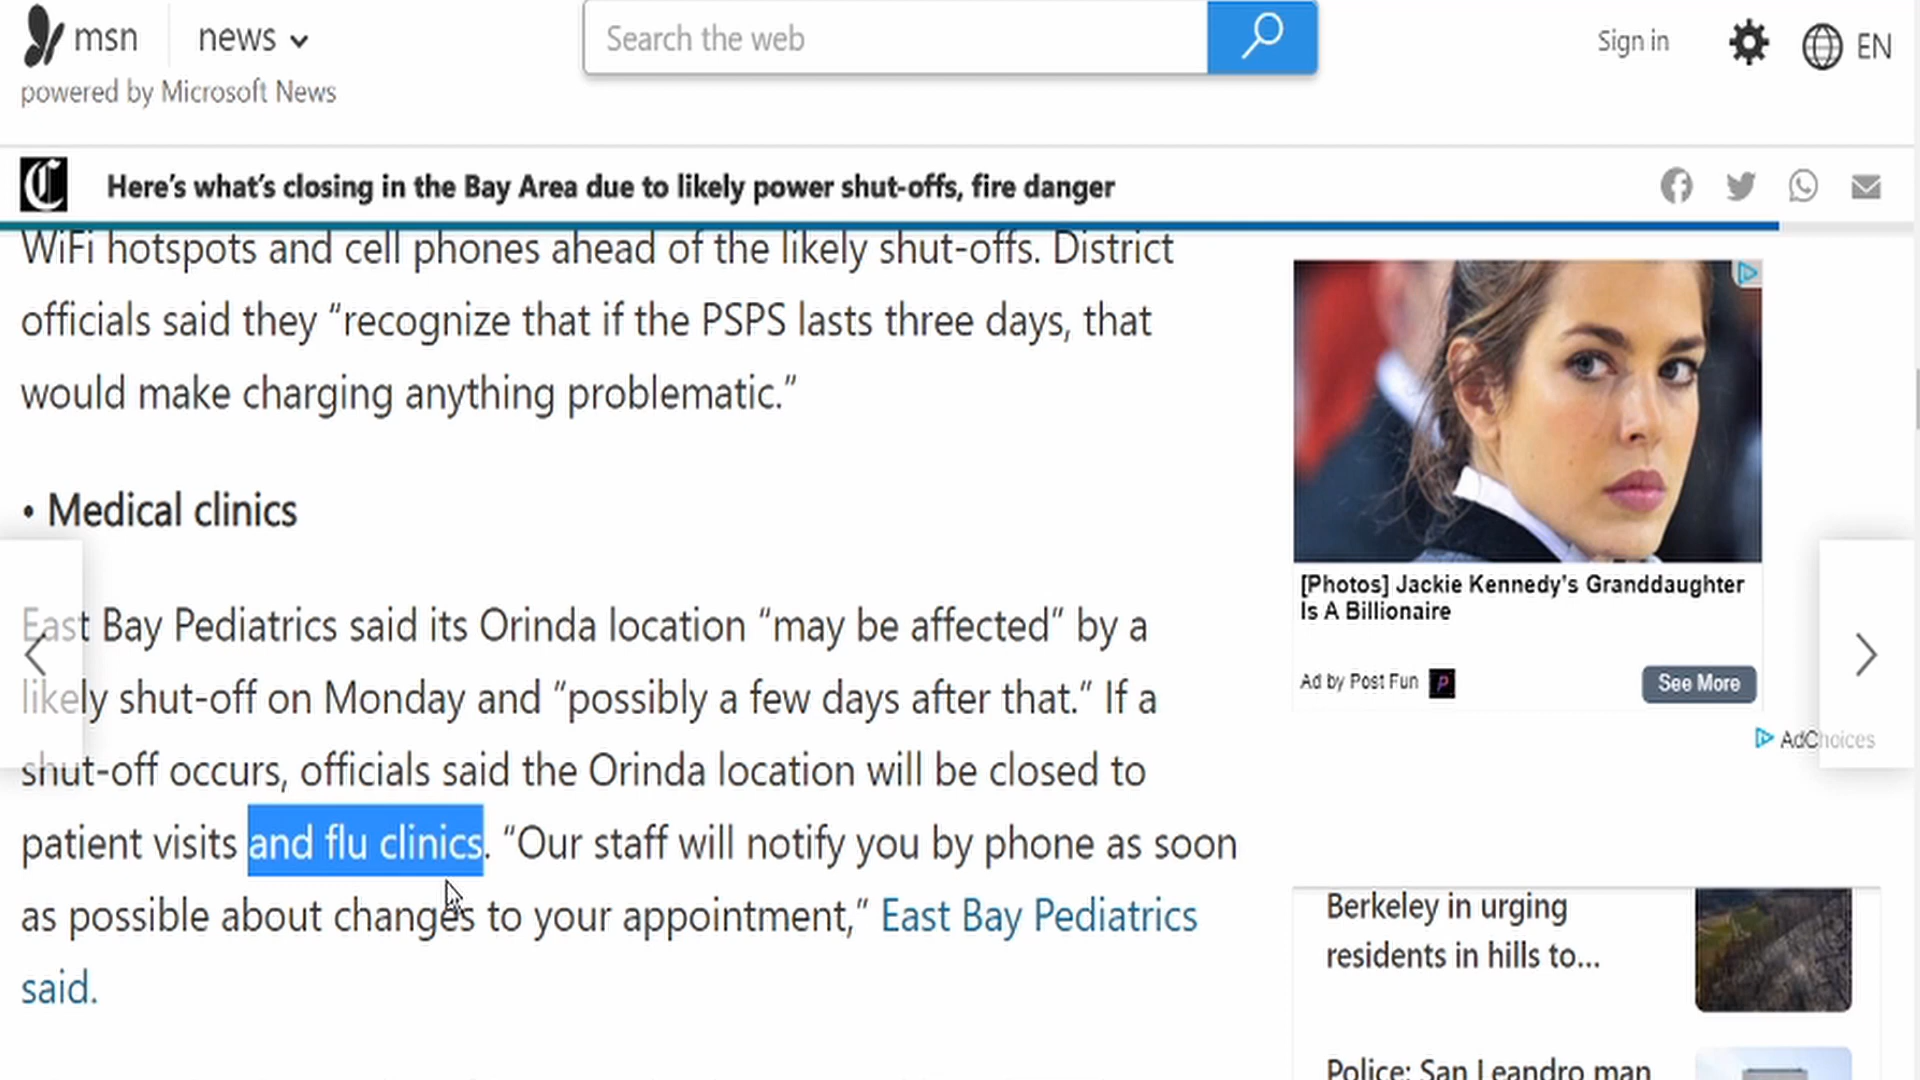 msn
news
Search the web
Sign in
EN
powered by Microsoft News
Here's what's closing in the Bay Area due to likely power shut-offs, fire danger
WiFi hotspots and cell phones ahead of the likely shut-offs. District
officials said they “recognize that if the PSPS lasts three days, that
would make charging anything problematic.”
• Medical clinics
East Bay Pediatrics said its Orinda location “may be affected” by a
likely shut-off on Monday and “possibly a few days after that.” If a
shut-off occurs, officials said the Orinda location will be closed to
patient visits and flu clinics. “Our staff will notify you by phone as soon
as possible about changes to your appointment,” East Bay Pediatrics
said.
[Photos] Jackie Kennedy's Granddaughter
Is A Billionaire
Ad by Post Fun
See More
AdChoices
Berkeley in urging
residents in hills to...
Police: San Leandro man